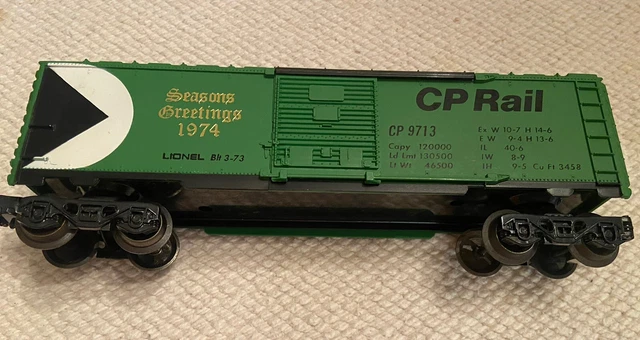 Seasons
Greetings
1974
LIONEL Blt 3-73
CP Rail
CP 9713
Capy 120000
Ld Lmt 130500
Lt Wt 46500
Ex W 10-7 H 14-6
E W 9-4 H 13-6
IL 40-6
IW 8-9
IH 9-5 Cu Ft 3458